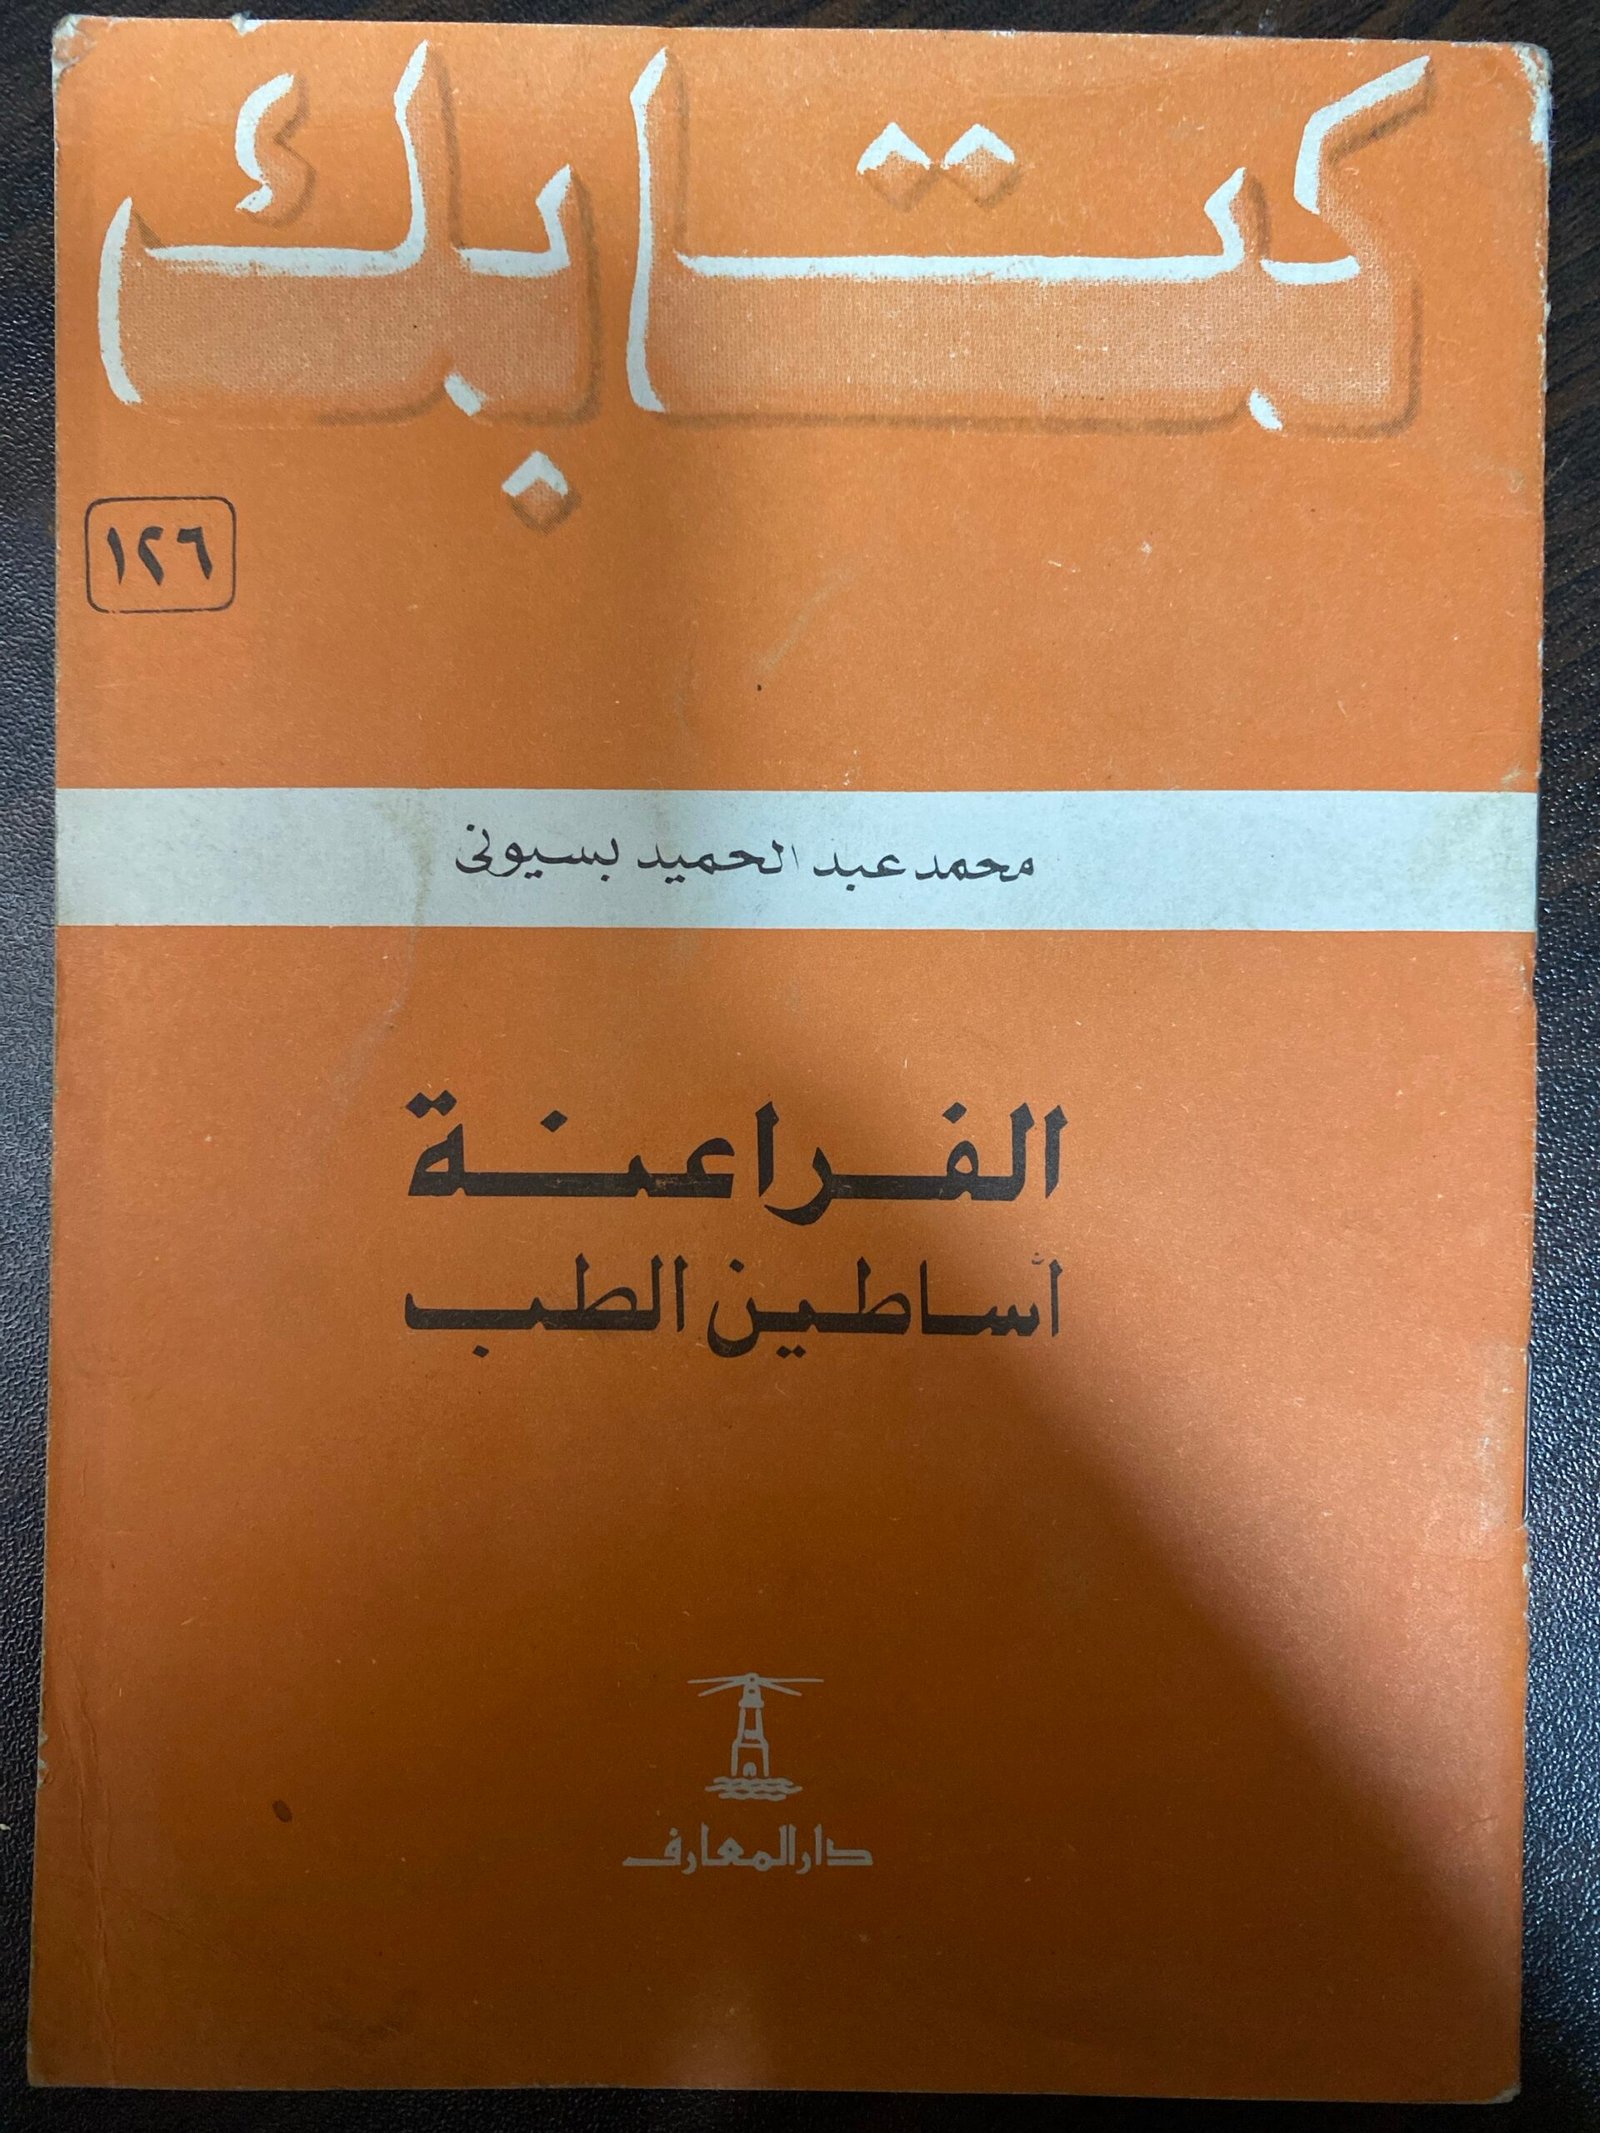 كتابك
١٢٦
محمد عبد الحميد بسيونى
الفراعنة
أساطين الطب
دار المعارف